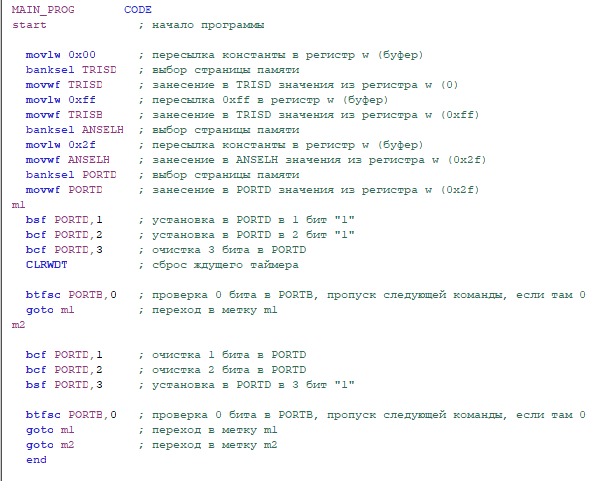 MAIN_PROG CODE
start ; начало программы
movlw 0x00 ; пересылка константы в регистр w (буфер)
banksel TRISD ; выбор страницы памяти
movwf TRISD ; занесение в TRISD значения из регистра w (0)
movlw 0xff ; пересылка 0xff в регистр w (буфер)
movwf TRISB ; занесение в TRISD значения из регистра w (0xff)
banksel ANSELH ; выбор страницы памяти
movlw 0x2f ; пересылка константы в регистр w (буфер)
movwf ANSELH ; занесение в ANSELH значения из регистра w (0x2f)
banksel PORTD ; выбор страницы памяти
movwf PORTD ; занесение в PORTD значения из регистра w (0x2f)
m1
bsf PORTD,1 ; установка в PORTD в 1 бит "1"
bcf PORTD,2 ; установка в PORTD в 2 бит "1"
bcf PORTD,3 ; очистка 3 бита в PORTD
CLRWDT ; сброс ждущего таймера
btfsc PORTB,0 ; проверка 0 бита в PORTB, пропуск следующей команды, если там 0
goto m1 ; переход в метку m1
m2
bcf PORTD,1 ; очистка 1 бита в PORTD
bcf PORTD,2 ; очистка 2 бита в PORTD
bsf PORTD,3 ; установка в PORTD в 3 бит "1"
btfsc PORTB,0 ; проверка 0 бита в PORTB, пропуск следующей команды, если там 0
goto m1 ; переход в метку m1
goto m2 ; переход в метку m2
end